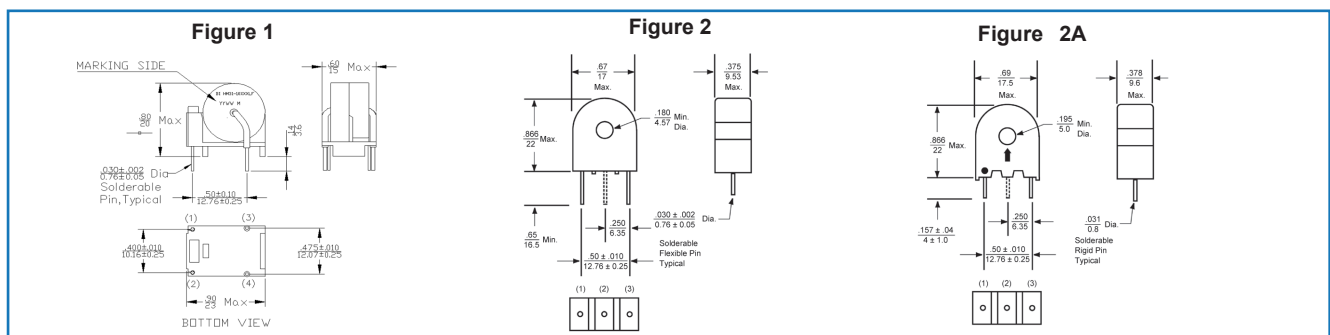 Figure 1
MARKING SIDE
.60
15 Max
YYWW M
.80
20 Max
.14
3.6
.030±.002
0.76±0.05 Dia
Solderable
Pin,Typical
.50±0.10
12.76±0.25
(1) (3)
.400±.010
10.16±0.25
.475±.010
12.07±0.25
(2) (4)
.90
23 Max
BOTTOM VIEW
Figure 2
.67
17
Max.
.375
9.53
Max.
.180
4.57
Min.
Dia.
.866
22
Max.
.65
16.5
Min.
.250
6.35
.030 ± .002
0.76 ± 0.05
Dia.
Solderable
Flexible Pin
Typical
.50 ± .010
12.76 ± 0.25
(1) (2) (3)
Figure 2A
.69
17.5
Max.
.378
9.6
Max.
.195
5.0
Min.
Dia.
.866
22
Max.
.157 ± .04
4 ± 1.0
.250
6.35
.031
0.8
Dia.
Solderable
Rigid Pin
Typical
.50 ± .010
12.76 ± 0.25
(1) (2) (3)